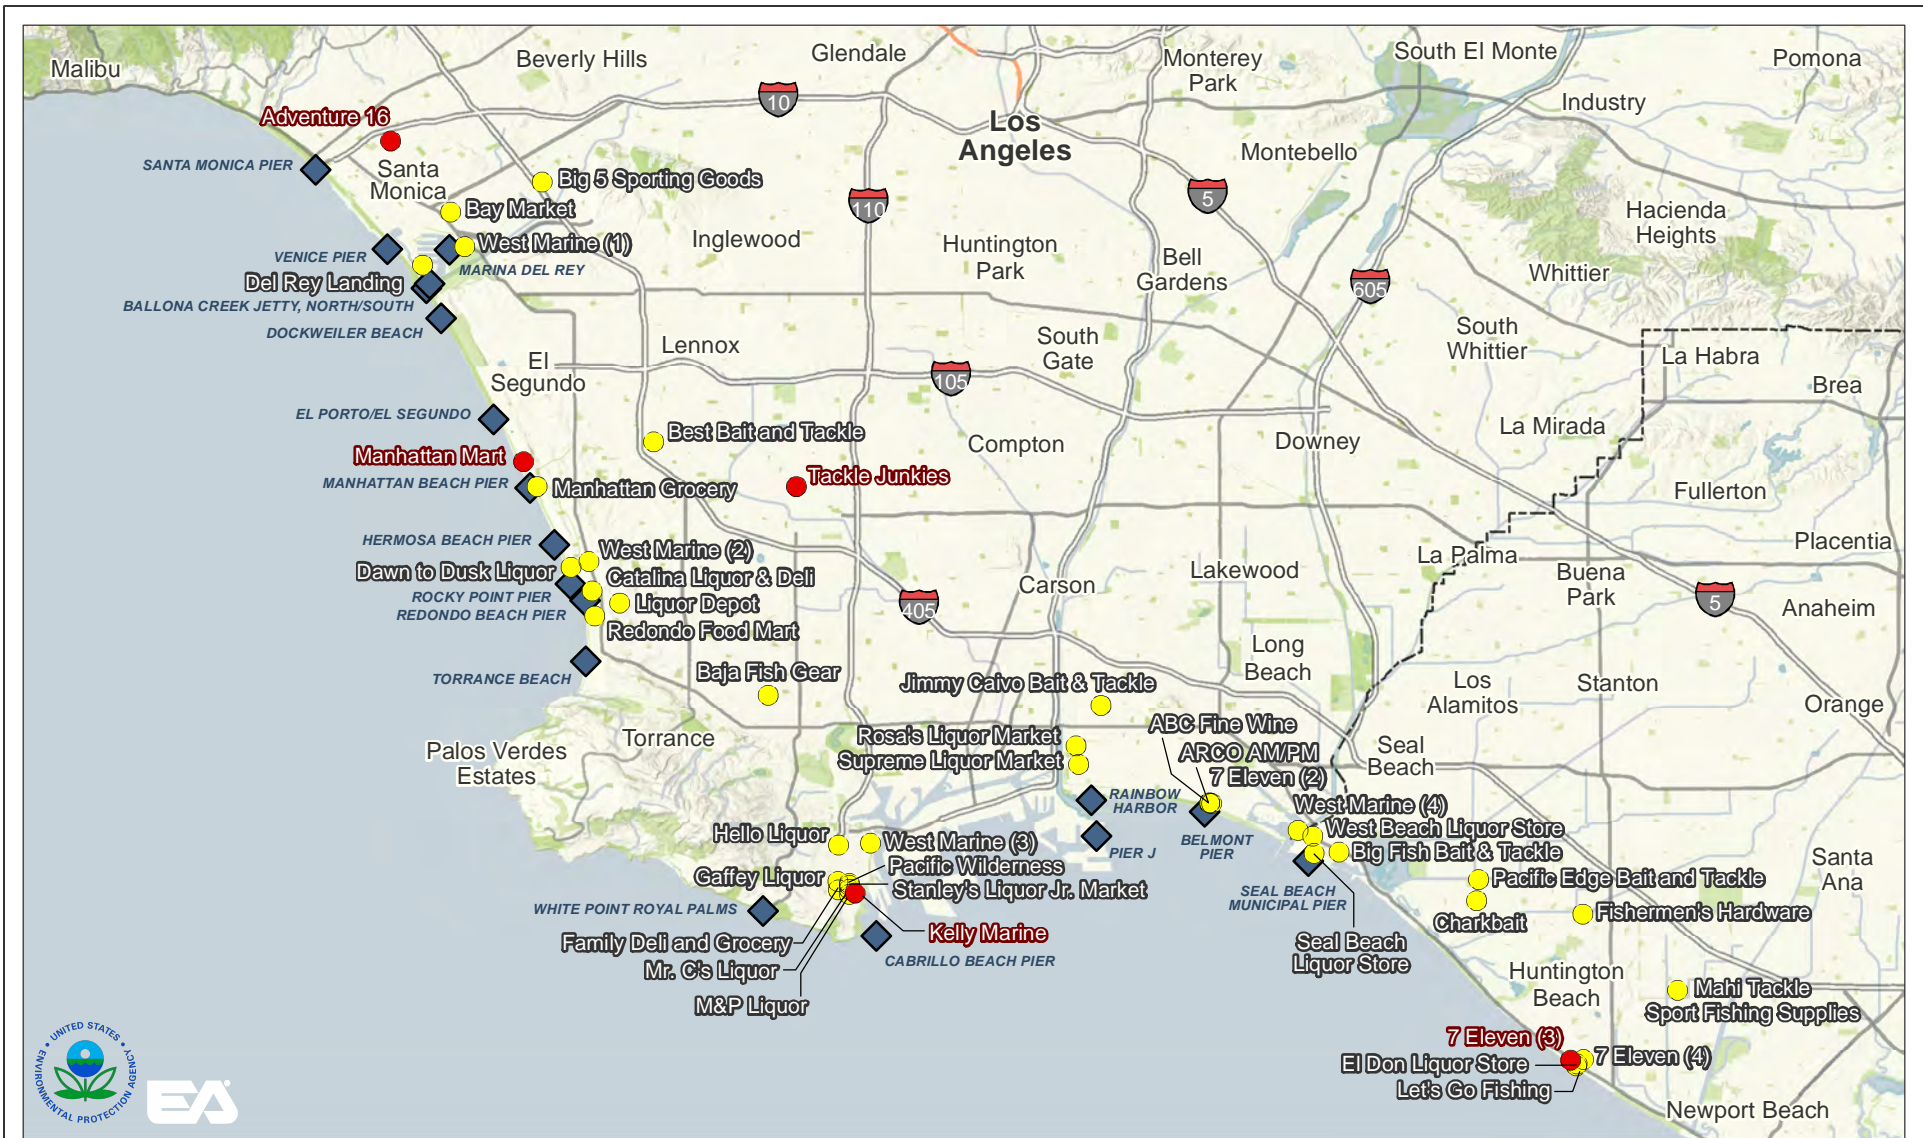 Malibu
Beverly Hills
Glendale
Monterey
Park
South El Monte
Pomona
10
Industry
Adventure 16
Los
Angeles
SANTA MONICA PIER
Santa
Monica
Big 5 Sporting Goods
Montebello
5
110
Bay Market
Hacienda
Heights
VENICE PIER
West Marine (1)
MARINA DEL REY
Inglewood
Huntington
Park
Bell
Gardens
605
Whittier
Del Rey Landing
BALLONA CREEK JETTY, NORTH/SOUTH
DOCKWEILER BEACH
El
Segundo
Lennox
South
Gate
South
Whittier
La Habra
105
Brea
EL PORTO/EL SEGUNDO
Best Bait and Tackle
Compton
Downey
La Mirada
Manhattan Mart
MANHATTAN BEACH PIER
Manhattan Grocery
Tackle Junkies
Fullerton
HERMOSA BEACH PIER
West Marine (2)
Dawn to Dusk Liquor
Catalina Liquor & Deli
ROCKY POINT PIER
Liquor Depot
REDONDO BEACH PIER
Redondo Food Mart
405
Carson
Lakewood
La Palma
Buena
Park
Placentia
5
Anaheim
TORRANCE BEACH
Baja Fish Gear
Jimmy Caivo Bait & Tackle
Long
Beach
Los
Alamitos
Stanton
Orange
Palos Verdes
Estates
Torrance
Rosa's Liquor Market
Supreme Liquor Market
ABC Fine Wine
ARCO AM/PM
7 Eleven (2)
Seal
Beach
RAINBOW
HARBOR
PIER J
BELMONT
PIER
West Marine (4)
West Beach Liquor Store
Big Fish Bait & Tackle
SEAL BEACH
MUNICIPAL PIER
Seal Beach
Liquor Store
Hello Liquor
West Marine (3)
Pacific Wilderness
Gaffey Liquor
Stanley's Liquor Jr. Market
WHITE POINT ROYAL PALMS
Family Deli and Grocery
Kelly Marine
Mr. C's Liquor
CABRILLO BEACH PIER
M&P Liquor
Pacific Edge Bait and Tackle
Charkbait
Fishermen's Hardware
Santa
Ana
Huntington
Beach
Mahi Tackle
Sport Fishing Supplies
7 Eleven (3)
7 Eleven (4)
El Don Liquor Store
Let's Go Fishing
Newport Beach
UNITED STATES
ENVIRONMENTAL PROTECTION AGENCY
EA